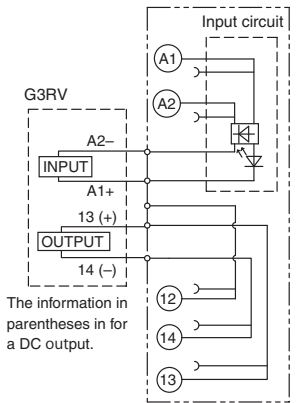 Input circuit
A1
G3RV
A2
A2–
INPUT
A1+
13 (+)
OUTPUT
14 (–)
The information in
parentheses in for
a DC output.
12
14
13